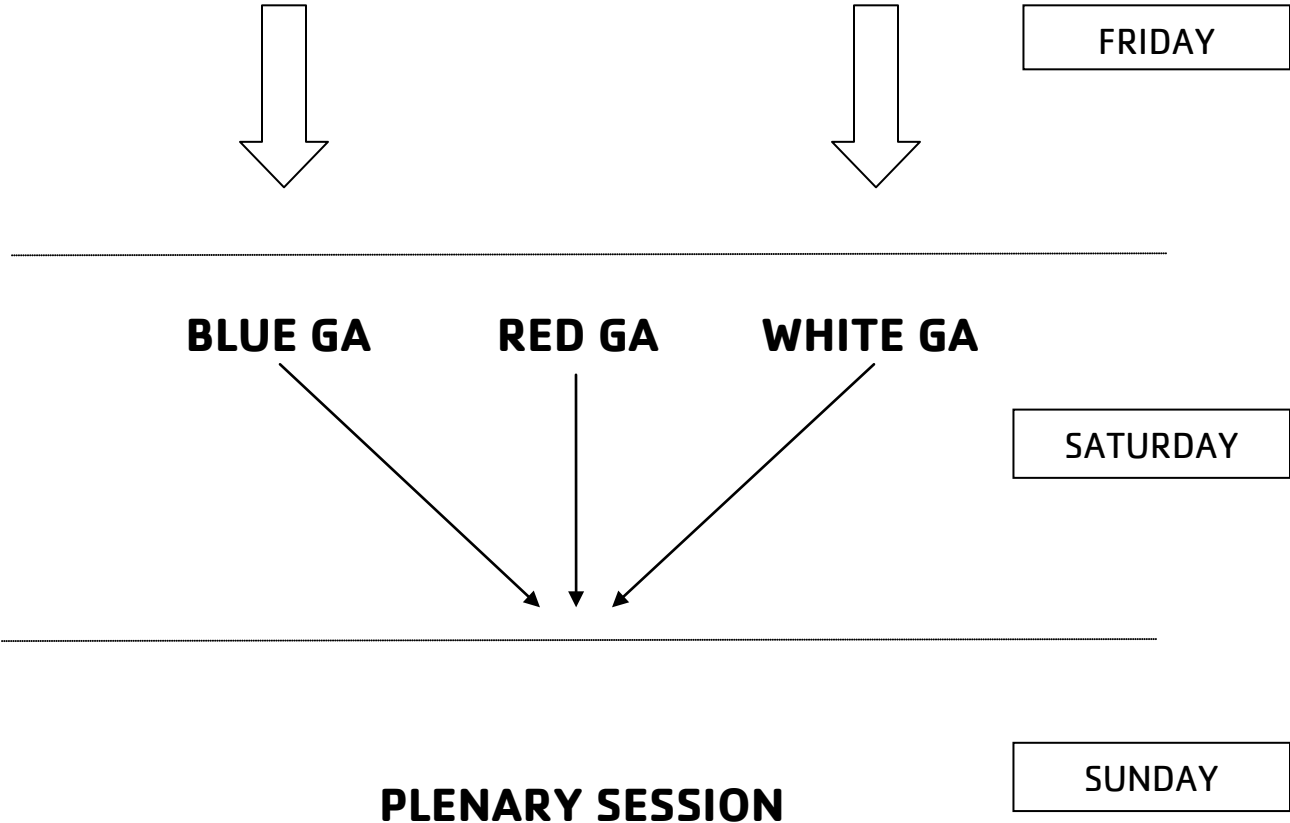 FRIDAY
BLUE GA RED GA WHITE GA
SATURDAY
SUNDAY
PLENARY SESSION